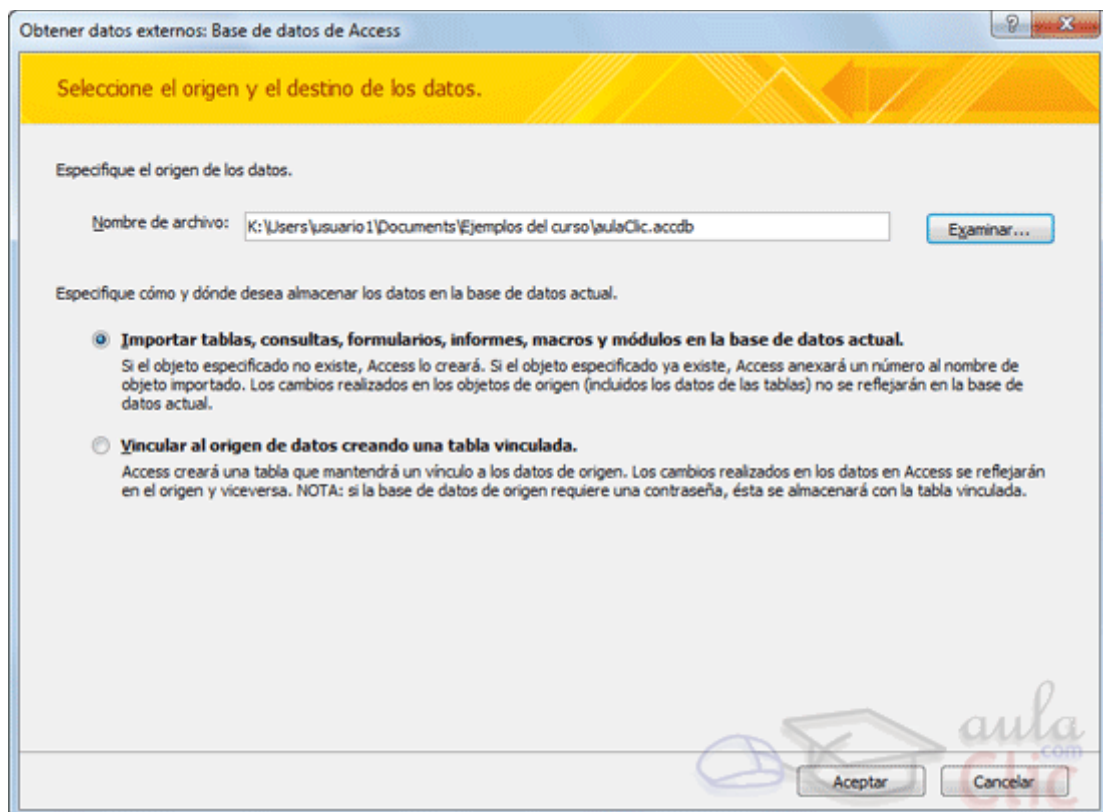 Obtener datos externos: Base de datos de Access
Seleccione el origen y el destino de los datos.
Especifique el origen de los datos.
Nombre de archivo: K:\Users\usuario1\Documents\Ejemplos del curso\aulaClic.accdb Examinar...
Especifique cómo y dónde desea almacenar los datos en la base de datos actual.
Importar tablas, consultas, formularios, informes, macros y módulos en la base de datos actual.
Si el objeto especificado no existe, Access lo creará. Si el objeto especificado ya existe, Access anexará un número al nombre de
objeto importado. Los cambios realizados en los objetos de origen (incluidos los datos de las tablas) no se reflejarán en la base de
datos actual.
Vincular al origen de datos creando una tabla vinculada.
Access creará una tabla que mantendrá un vínculo a los datos de origen. Los cambios realizados en los datos en Access se reflejarán
en el origen y viceversa. NOTA: si la base de datos de origen requiere una contraseña, ésta se almacenará con la tabla vinculada.
aula
.com
Clic
Aceptar Cancelar